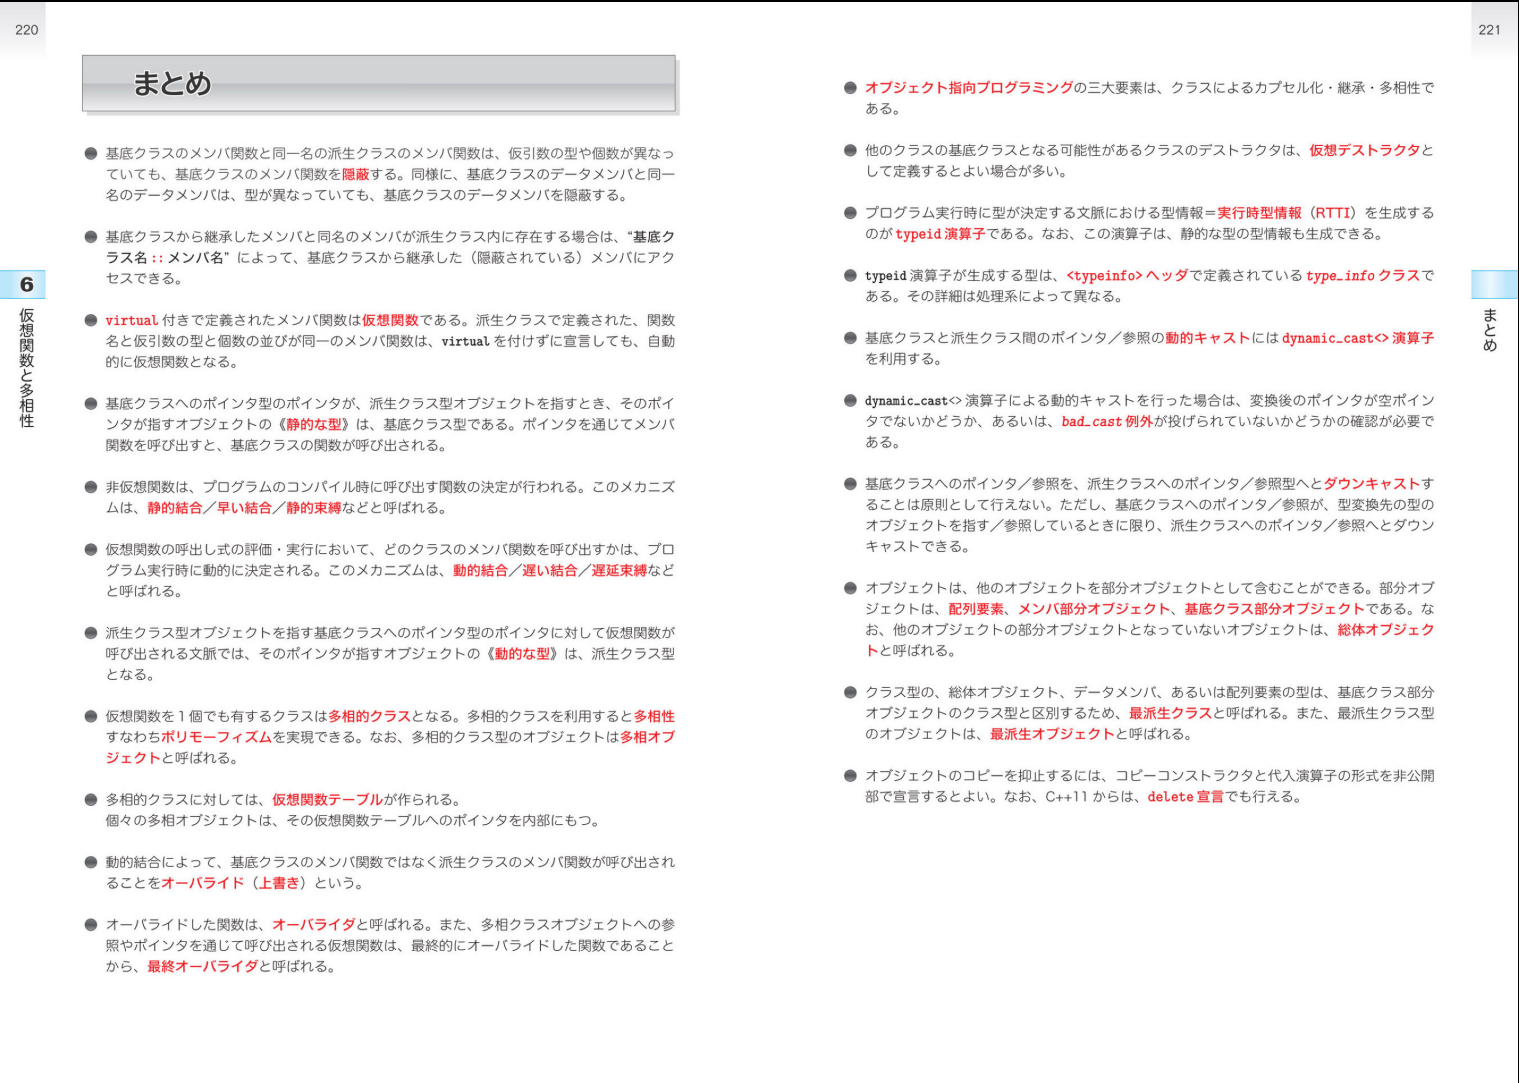 220
まとめ
● 基底クラスのメンバ関数と同一名の派生クラスのメンバ関数は、仮引数の型や個数が異なっ
ていても、基底クラスのメンバ関数を隠蔽する。同様に、基底クラスのデータメンバと同一
名のデータメンバは、型が異なっていても、基底クラスのデータメンバを隠蔽する。
● 基底クラスから継承したメンバと同名のメンバが派生クラス内に存在する場合は、“基底ク
ラス名::メンバ名” によって、基底クラスから継承した（隠蔽されている）メンバにアク
セスできる。
● virtual 付きで定義されたメンバ関数は仮想関数である。派生クラスで定義された、関数
名と仮引数の型と個数の並びが同一のメンバ関数は、virtual を付けずに宣言しても、自動
的に仮想関数となる。
● 基底クラスへのポインタ型のポインタが、派生クラス型オブジェクトを指すとき、そのポイ
ンタが指すオブジェクトの《静的な型》は、基底クラス型である。ポインタを通じてメンバ
関数を呼び出すと、基底クラスの関数が呼び出される。
● 非仮想関数は、プログラムのコンパイル時に呼び出す関数の決定が行われる。このメカニズ
ムは、静的結合／早い結合／静的束縛などと呼ばれる。
● 仮想関数の呼出し式の評価・実行において、どのクラスのメンバ関数を呼び出すかは、プロ
グラム実行時に動的に決定される。このメカニズムは、動的結合／遅い結合／遅延束縛など
と呼ばれる。
● 派生クラス型オブジェクトを指す基底クラスへのポインタ型のポインタに対して仮想関数が
呼び出される文脈では、そのポインタが指すオブジェクトの《動的な型》は、派生クラス型
となる。
● 仮想関数を1個でも有するクラスは多相的クラスとなる。多相的クラスを利用すると多相性
すなわちポリモーフィズムを実現できる。なお、多相的クラス型のオブジェクトは多相オブ
ジェクトと呼ばれる。
● 多相的クラスに対しては、仮想関数テーブルが作られる。
個々の多相オブジェクトは、その仮想関数テーブルへのポインタを内部にもつ。
● 動的結合によって、基底クラスのメンバ関数ではなく派生クラスのメンバ関数が呼び出され
ることをオーバライド（上書き）という。
● オーバライドした関数は、オーバライダと呼ばれる。また、多相クラスオブジェクトへの参
照やポインタを通じて呼び出される仮想関数は、最終的にオーバライドした関数であること
から、最終オーバライダと呼ばれる。
6
仮想関数と多相性
221
● オブジェクト指向プログラミングの三大要素は、クラスによるカプセル化・継承・多相性で
ある。
● 他のクラスの基底クラスとなる可能性があるクラスのデストラクタは、仮想デストラクタと
して定義するとよい場合が多い。
● プログラム実行時に型が決定する文脈における型情報＝実行時型情報（RTTI）を生成する
のが typeid 演算子である。なお、この演算子は、静的な型の型情報も生成できる。
● typeid 演算子が生成する型は、<typeinfo> ヘッダで定義されている type_info クラスで
ある。その詳細は処理系によって異なる。
● 基底クラスと派生クラス間のポインタ／参照の動的キャストには dynamic_cast<> 演算子
を利用する。
● dynamic_cast<> 演算子による動的キャストを行った場合は、変換後のポインタが空ポイン
タでないかどうか、あるいは、bad_cast 例外が投げられていないかどうかの確認が必要で
ある。
● 基底クラスへのポインタ／参照を、派生クラスへのポインタ／参照型へとダウンキャストす
ることは原則として行えない。ただし、基底クラスへのポインタ／参照が、型変換先の型の
オブジェクトを指す／参照しているときに限り、派生クラスへのポインタ／参照へとダウン
キャストできる。
● オブジェクトは、他のオブジェクトを部分オブジェクトとして含むことができる。部分オブ
ジェクトは、配列要素、メンバ部分オブジェクト、基底クラス部分オブジェクトである。な
お、他のオブジェクトの部分オブジェクトとなっていないオブジェクトは、総体オブジェク
トと呼ばれる。
● クラス型の、総体オブジェクト、データメンバ、あるいは配列要素の型は、基底クラス部分
オブジェクトのクラス型と区別するため、最派生クラスと呼ばれる。また、最派生クラス型
のオブジェクトは、最派生オブジェクトと呼ばれる。
● オブジェクトのコピーを抑止するには、コピーコンストラクタと代入演算子の形式を非公開
部で宣言するとよい。なお、C++11 からは、delete 宣言でも行える。
まとめ